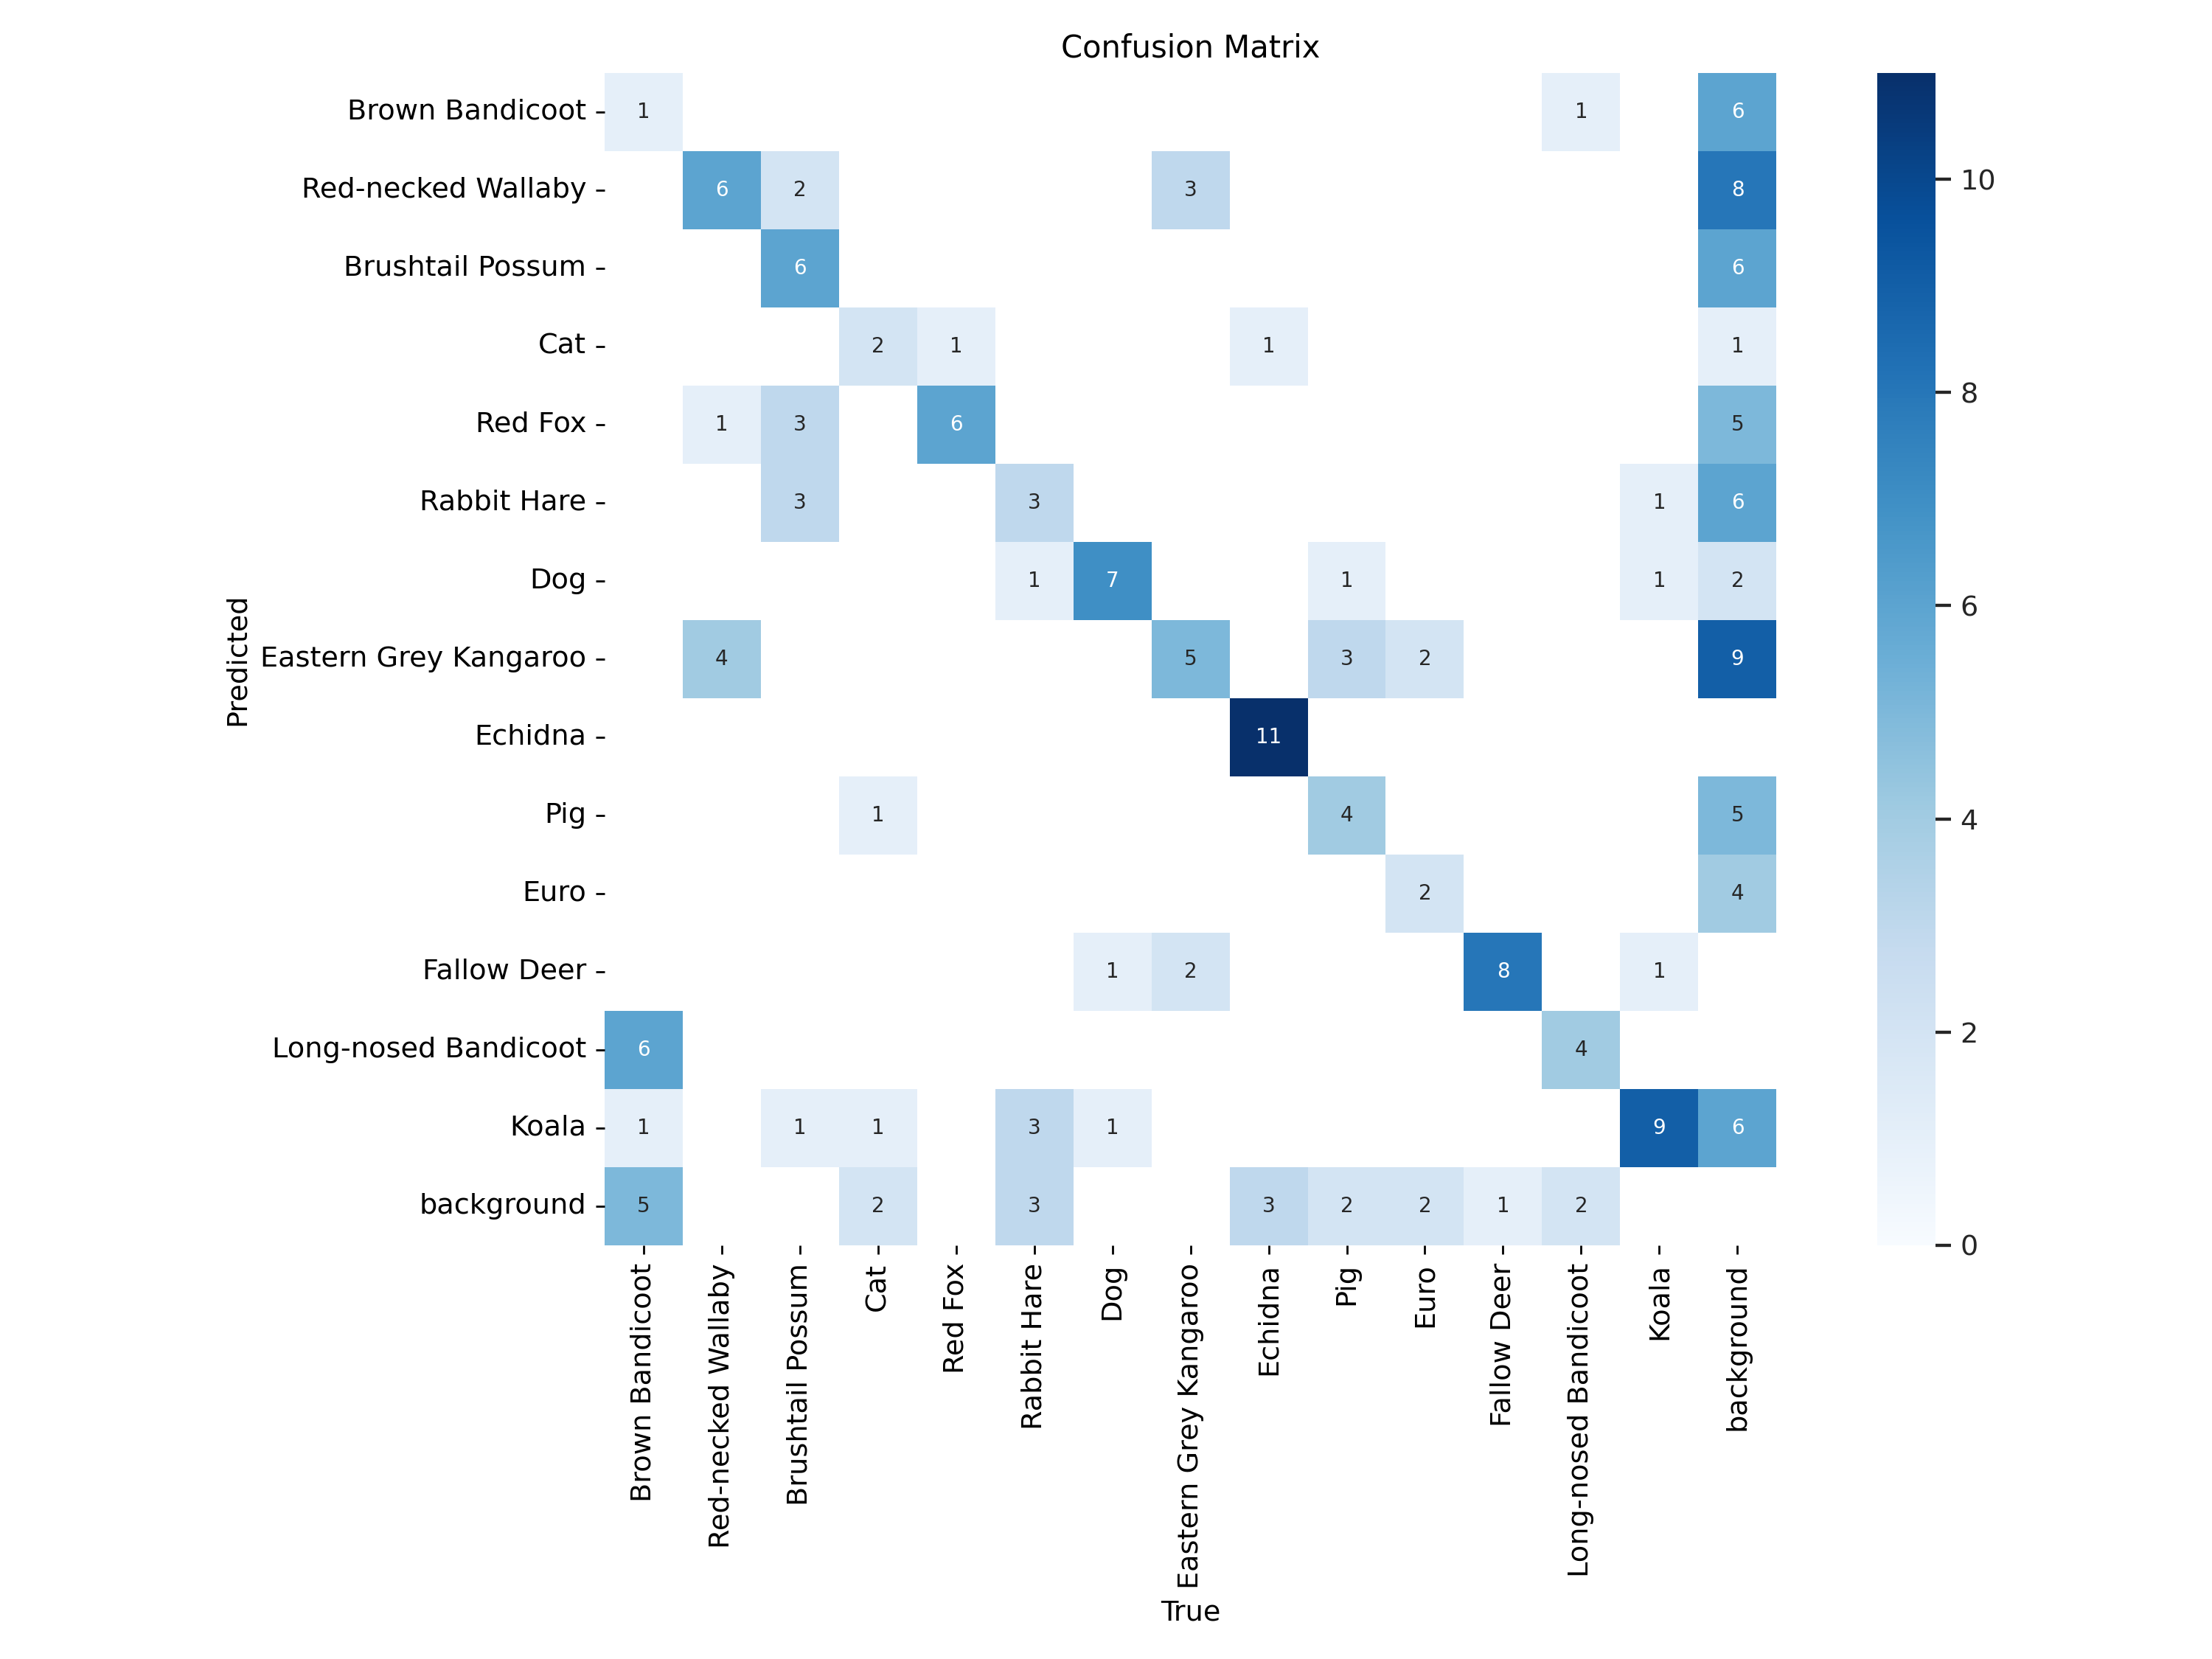 Confusion Matrix
Predicted
Brown Bandicoot 1 1 6
Red-necked Wallaby 6 2 3 8
Brushtail Possum 6 6
Cat 2 1 1 1
Red Fox 1 3 6 5
Rabbit Hare 3 3 1 6
Dog 1 7 1 1 2
Eastern Grey Kangaroo 4 5 3 2 9
Echidna 11
Pig 1 4 5
Euro 2 4
Fallow Deer 1 2 8 1
Long-nosed Bandicoot 6 4
Koala 1 1 1 3 1 9 6
background 5 2 3 3 2 2 1 2
Brown Bandicoot
Red-necked Wallaby
Brushtail Possum
Cat
Red Fox
Rabbit Hare
Dog
Eastern Grey Kangaroo
Echidna
Pig
Euro
Fallow Deer
Long-nosed Bandicoot
Koala
background
True
10
8
6
4
2
0